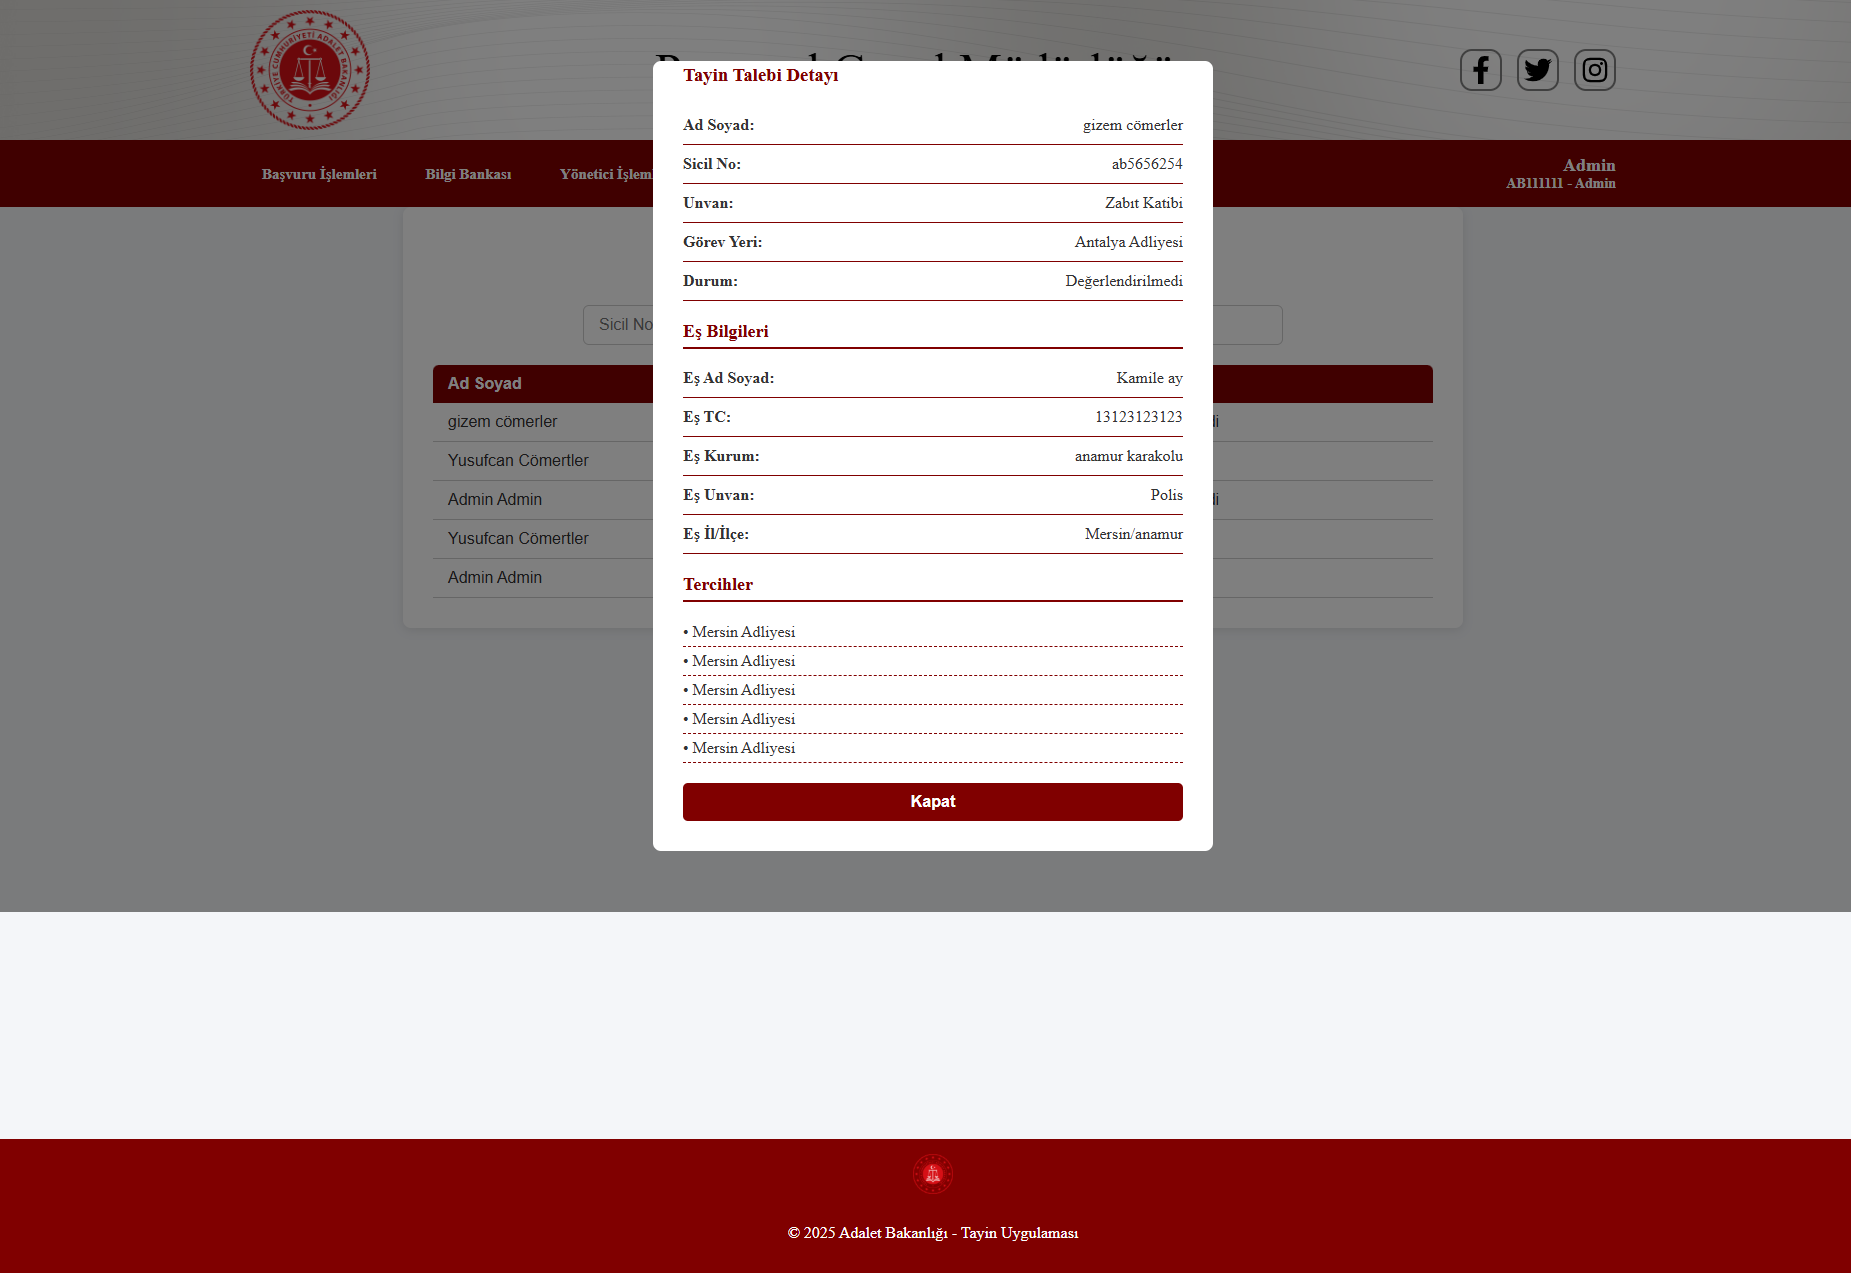 TÜRKİYE CUMHURİYETİ ADALET BAKANLIĞI
Tayin Talebi Detayı
Ad Soyad: gizem cömerler
Sicil No: ab5656254
Unvan: Zabıt Katibi
Görev Yeri: Antalya Adliyesi
Durum: Değerlendirilmedi
Eş Bilgileri
Eş Ad Soyad: Kamile ay
Eş TC: 13123123123
Eş Kurum: anamur karakolu
Eş Unvan: Polis
Eş İl/İlçe: Mersin/anamur
Tercihler
• Mersin Adliyesi
• Mersin Adliyesi
• Mersin Adliyesi
• Mersin Adliyesi
• Mersin Adliyesi
Kapat
Başvuru İşlemleri
Bilgi Bankası
Yönetici
Admin
AB111111 - Admin
Sicil No
Ad Soyad
gizem cömerler
Yusufcan Cömertler
Admin Admin
Yusufcan Cömertler
Admin Admin
© 2025 Adalet Bakanlığı - Tayin Uygulaması